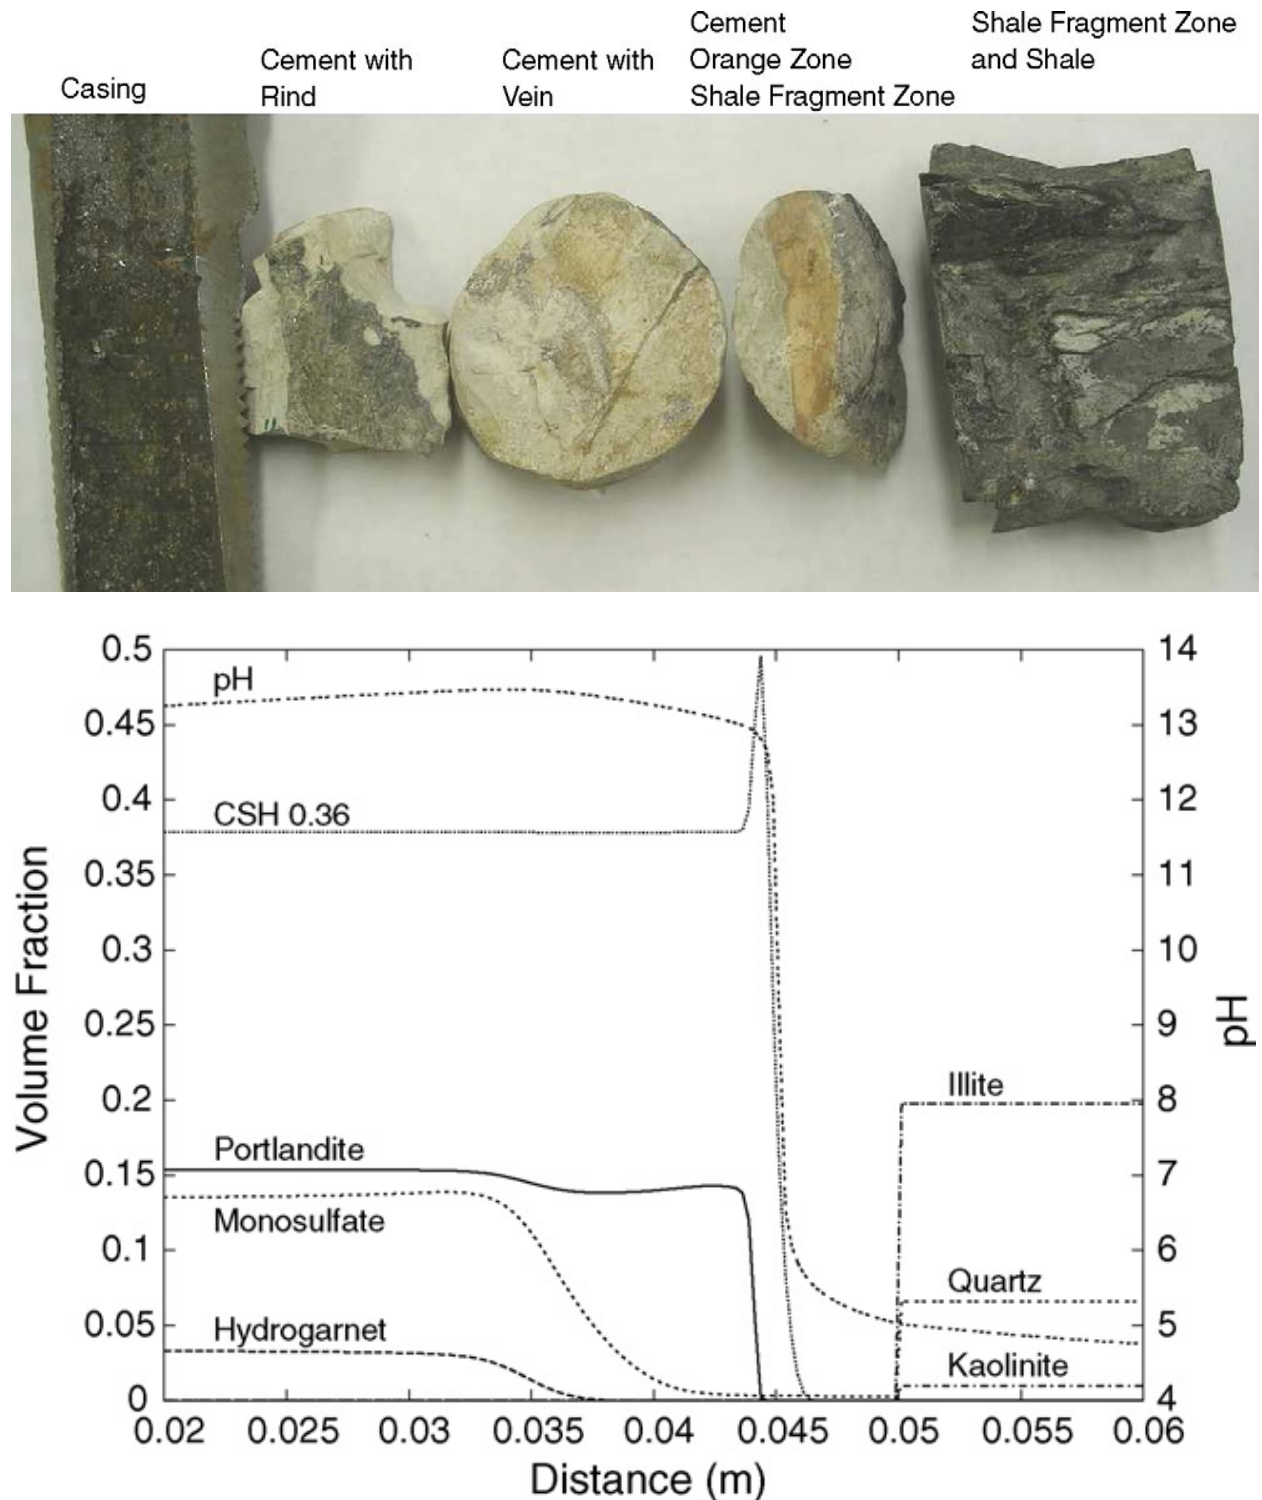 Casing
Cement with
Rind
Cement with
Vein
Cement
Orange Zone
Shale Fragment Zone
Shale Fragment Zone
and Shale
0.5
0.45
0.4
0.35
0.3
0.25
0.2
0.15
0.1
0.05
0
Volume Fraction
pH
CSH 0.36
Portlandite
Monosulfate
Hydrogarnet
Illite
Quartz
Kaolinite
14
13
12
11
10
9
8
7
6
5
4
pH
0.02 0.025 0.03 0.035 0.04 0.045 0.05 0.055 0.06
Distance (m)